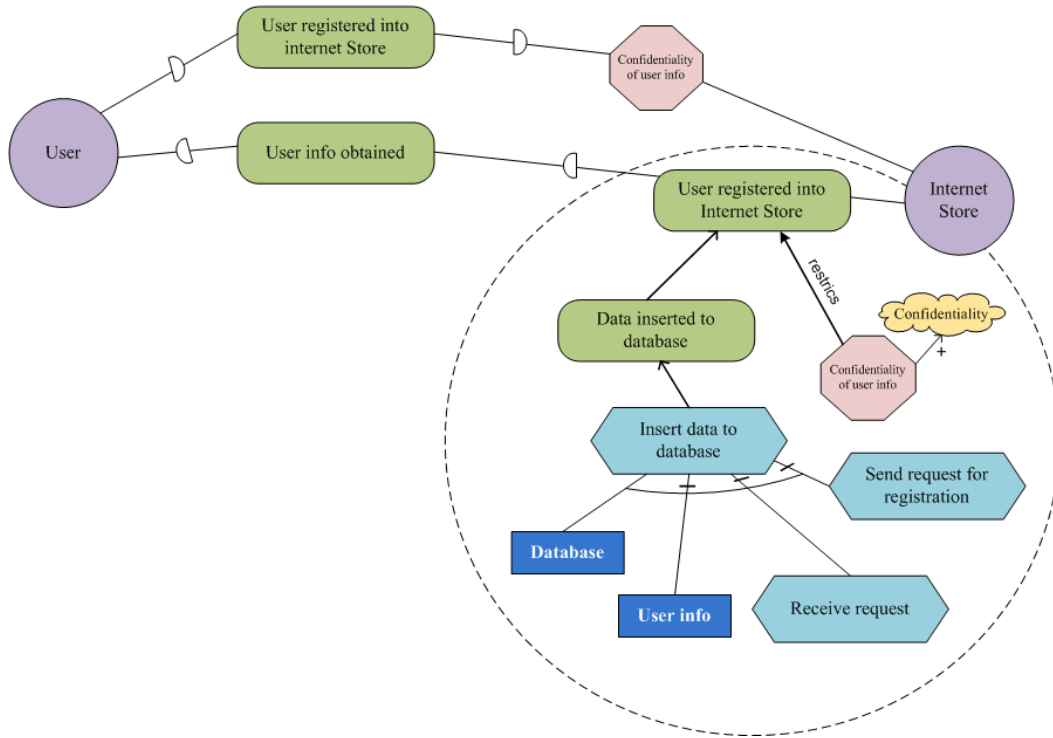 User registered into
internet Store
Confidentiality
of user info
User
User info obtained
User registered into
Internet Store
Internet
Store
restrics
Confidentiality
Data inserted to
database
Confidentiality
of user info
+
Insert data to
database
Send request for
registration
Database
User info
Receive request